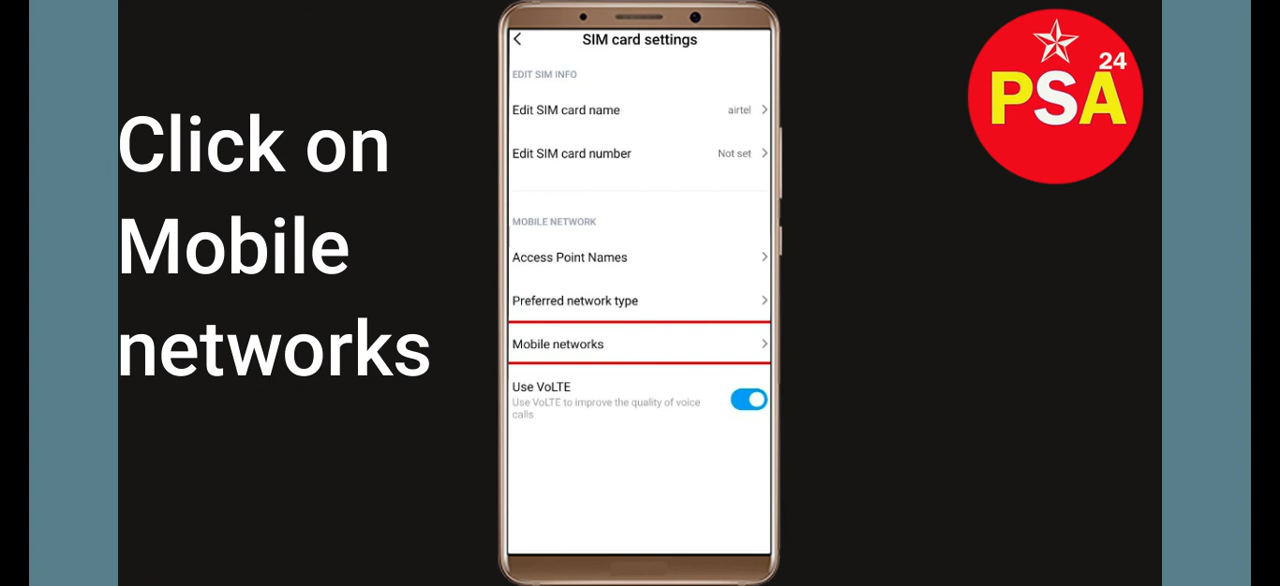 Click on
Mobile
networks
SIM card settings
EDIT SIM INFO
Edit SIM card name
airtel
Edit SIM card number
Not set
MOBILE NETWORK
Access Point Names
Preferred network type
Mobile networks
Use VoLTE
Use VoLTE to improve the quality of voice
calls
24
PSA